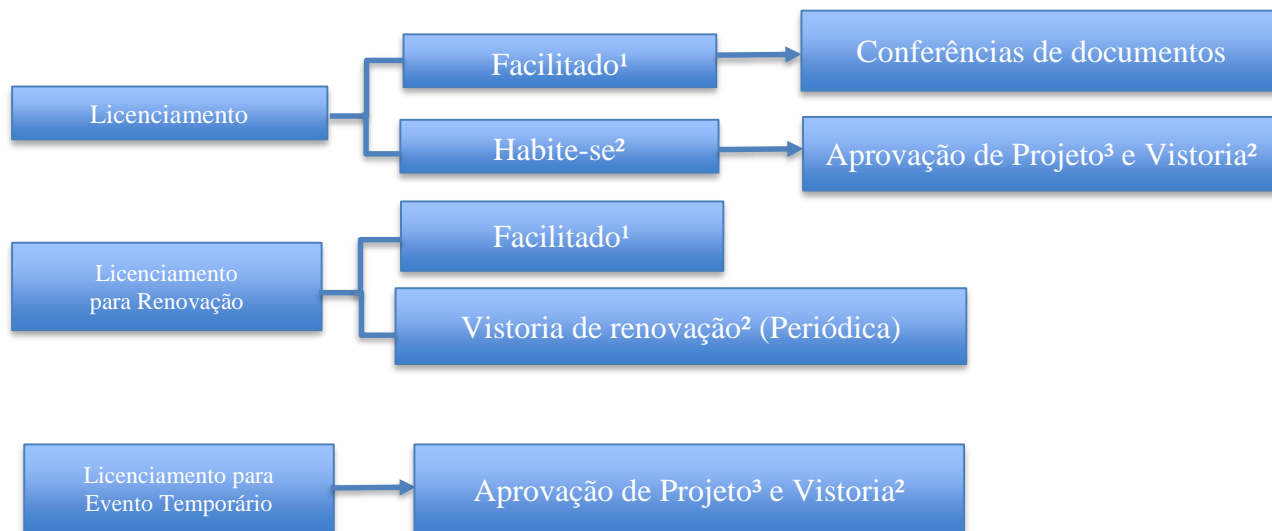 Licenciamento
Facilitado¹
Conferências de documentos
Habite-se²
Aprovação de Projeto³ e Vistoria²
Licenciamento
para Renovação
Facilitado¹
Vistoria de renovação² (Periódica)
Licenciamento para
Evento Temporário
Aprovação de Projeto³ e Vistoria²